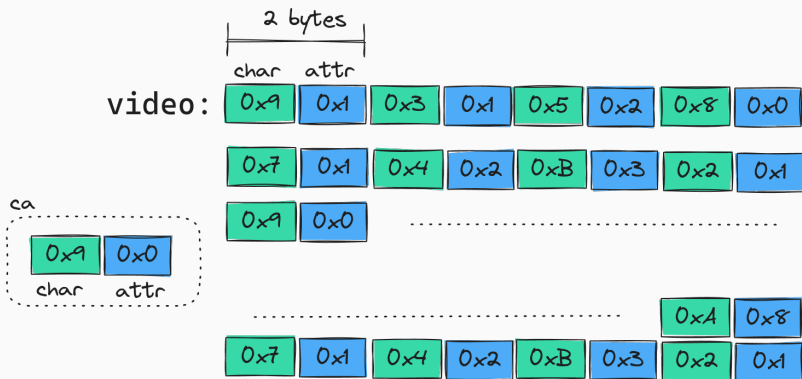 2 bytes
char attr
video: 0x9 0x1 0x3 0x1 0x5 0x2 0x8 0x0
0x7 0x1 0x4 0x2 0xB 0x3 0x2 0x1
ca
0x9 0x0
0x9 0x0
char attr
0xA 0x8
0x7 0x1 0x4 0x2 0xB 0x3 0x2 0x1